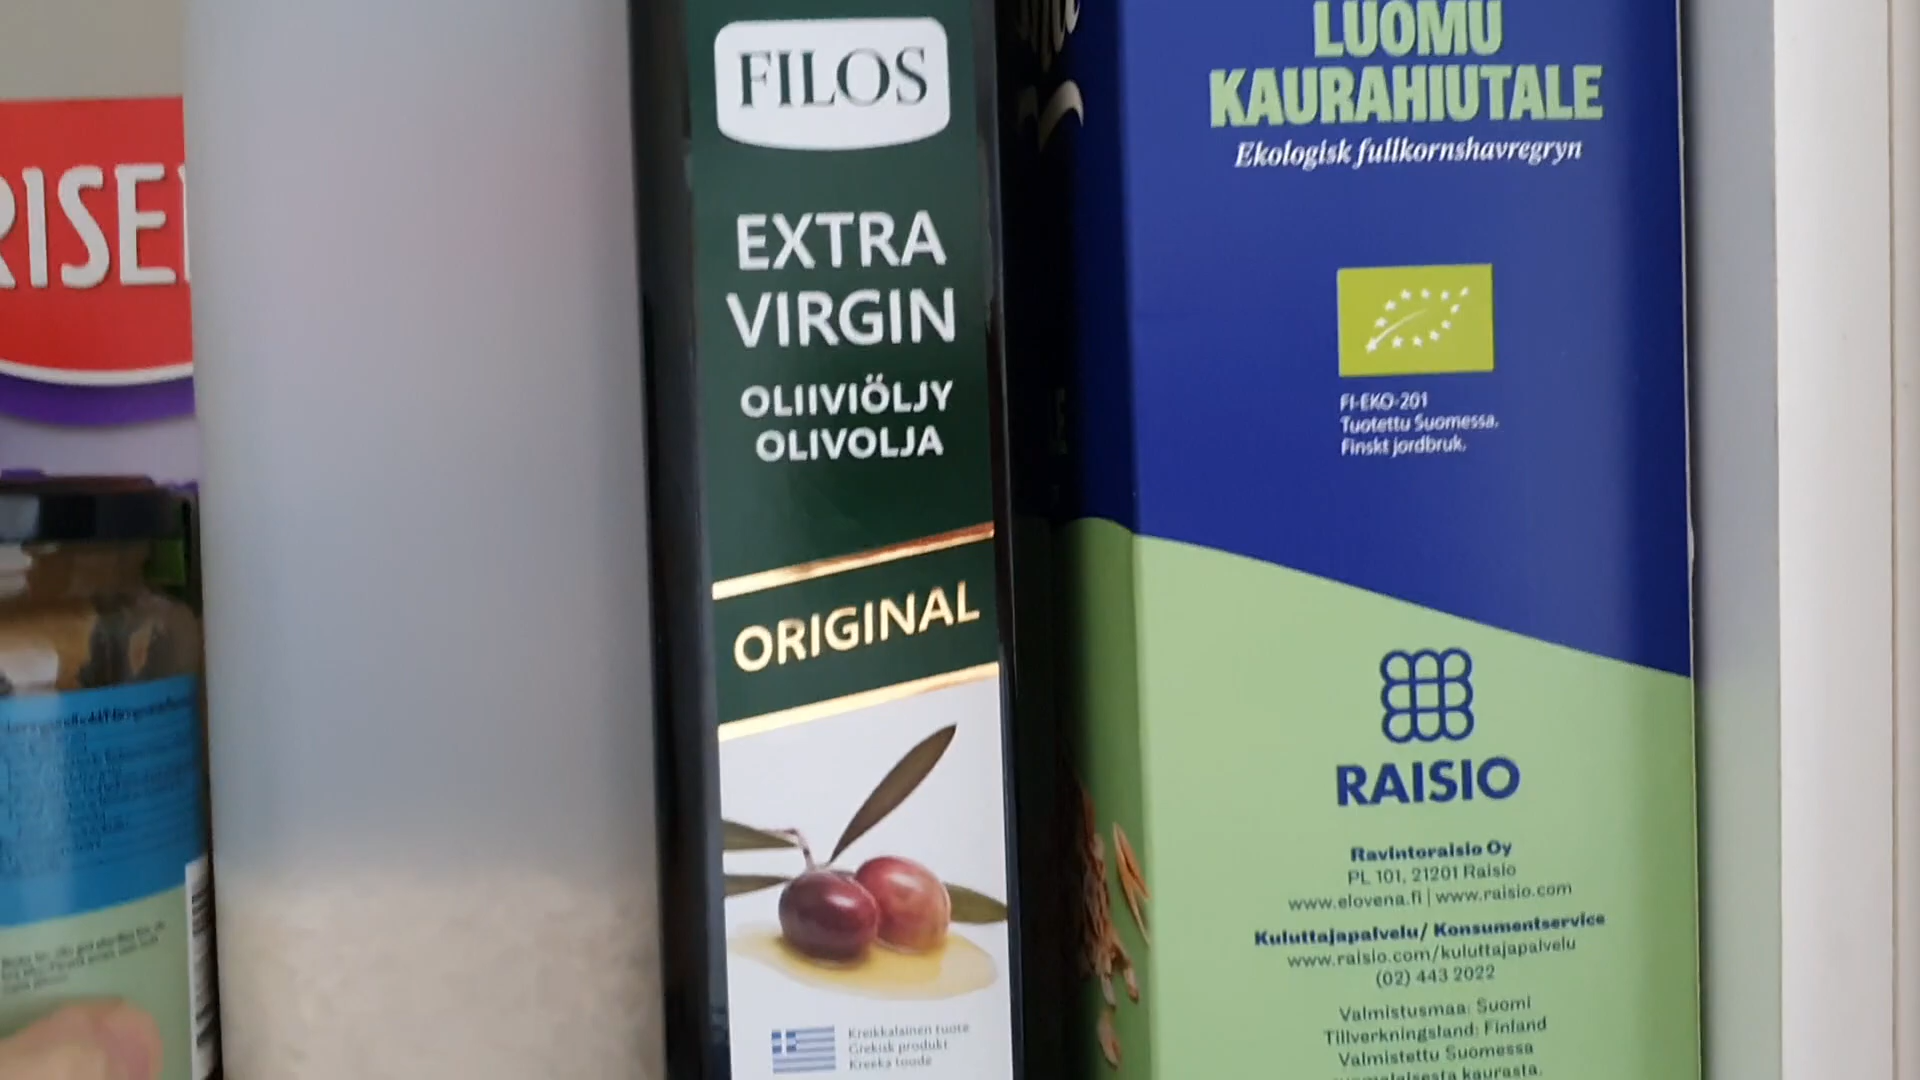 FILOS
EXTRA
VIRGIN
OLIIVIÖLJY
OLIVOLJA
ORIGINAL
Kreikkalainen tuote
Grekisk produkt
Kreeka toode
LUOMU
KAURAHIUTALE
Ekologisk fullkornshavregryn
FI-EKO-201
Tuotettu Suomessa.
Finskt jordbruk.
RAISIO
Ravintoraisio Oy
PL 101, 21201 Raisio
www.elovena.fi | www.raisio.com
Kuluttajapalvelu/ Konsumentservice
www.raisio.com/kuluttajapalvelu
(02) 443 2022
Valmistusmaa: Suomi
Tillverkningsland: Finland
Valmistettu Suomessa
kaurasta.